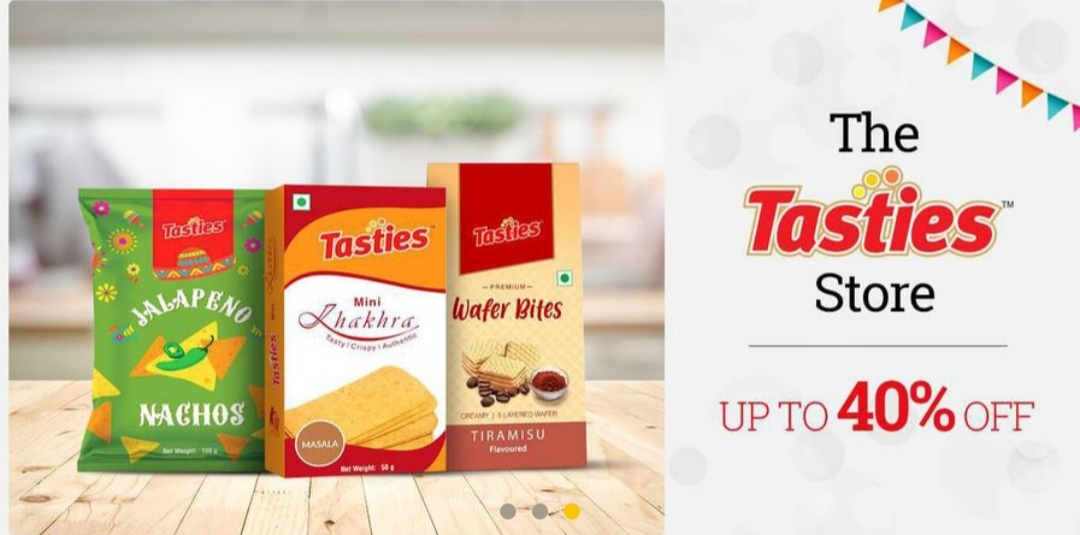 Tasties
JALAPENO
NACHOS
Net Weight: 150 g
Tasties
Tasties
Mini
Khakhra
Tasty | Crispy | Authentic
MASALA
Net Weight: 50 g
Tasties
PREMIUM
Wafer Bites
CREAMY | 5 LAYERED WAFER
TIRAMISU
Flavoured
The
Tasties™
Store
UP TO 40% OFF